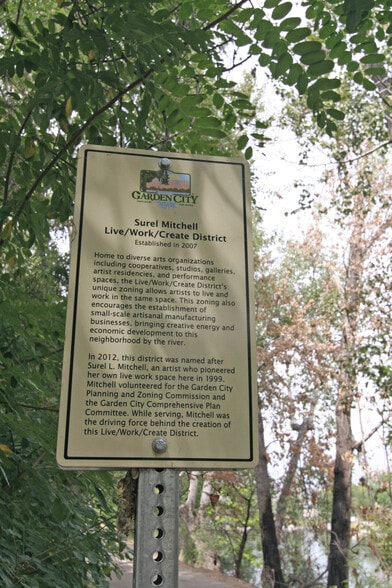 GARDEN CITY
Surel Mitchell
Live/Work/Create District
Established in 2007
Home to diverse arts organizations
including cooperatives, studios, galleries,
artist residencies, and performance
spaces, the Live/Work/Create District's
unique zoning allows artists to live and
work in the same space. This zoning also
encourages the establishment of
small-scale artisanal manufacturing
businesses, bringing creative energy and
economic development to this
neighborhood by the river.
In 2012, this district was named after
Surel L. Mitchell, an artist who pioneered
her own live work space here in 1999.
Mitchell volunteered for the Garden City
Planning and Zoning Commission and
the Garden City Comprehensive Plan
Committee. While serving, Mitchell was
the driving force behind the creation of
this Live/Work/Create District.